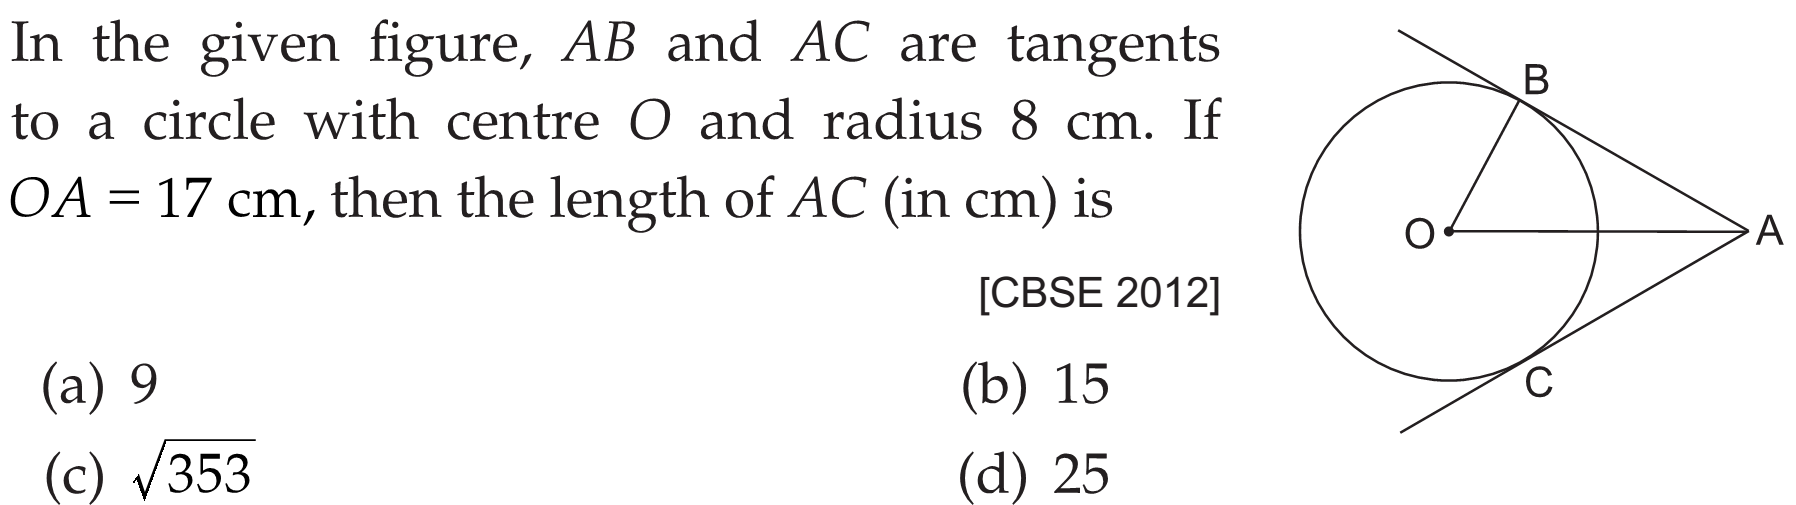 In the given figure, AB and AC are tangents
to a circle with centre O and radius 8 cm. If
OA = 17 cm, then the length of AC (in cm) is
[CBSE 2012]
(a) 9 (b) 15
(c) √353 (d) 25
B
O A
C